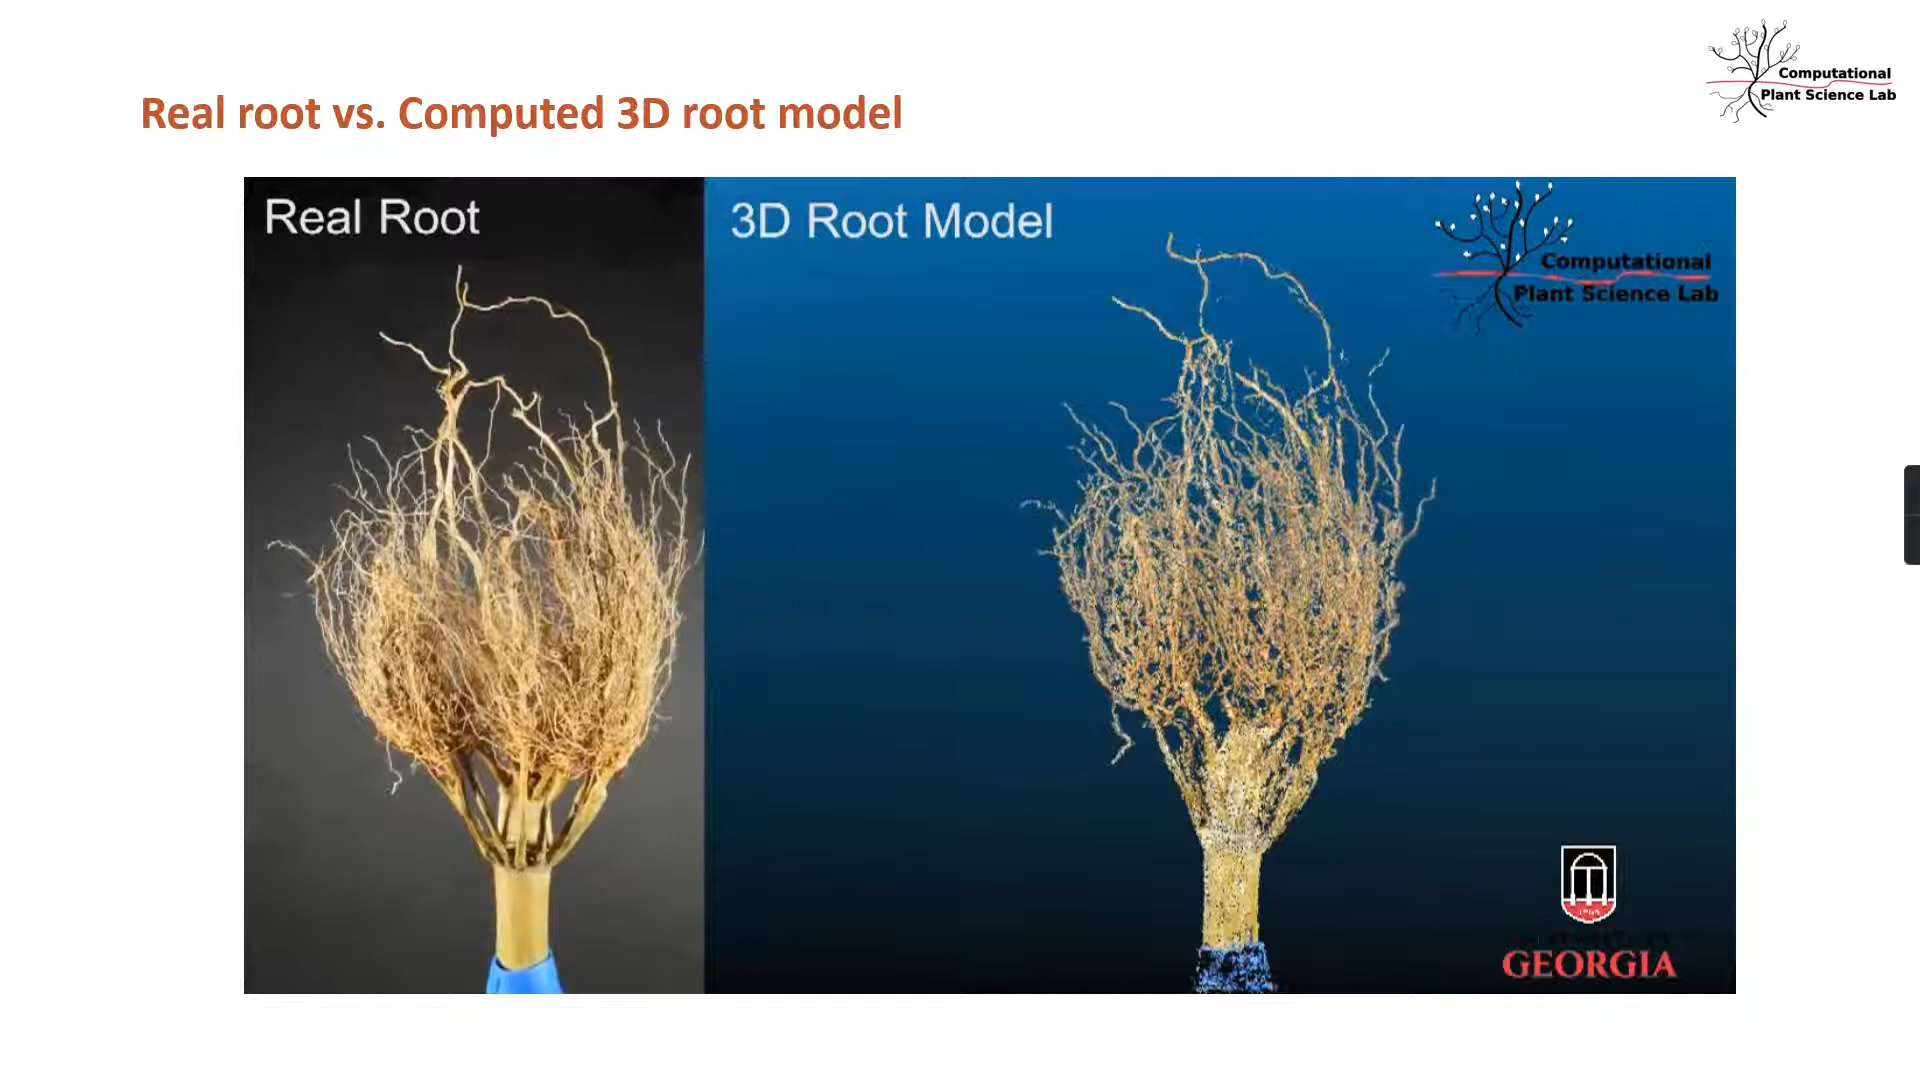 Computational
Plant Science Lab
Real root vs. Computed 3D root model
Real Root
3D Root Model
Computational
Plant Science Lab
GEORGIA